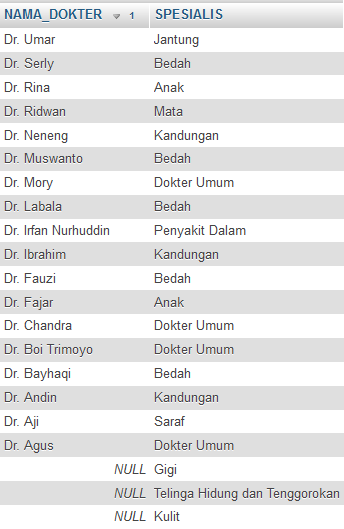 NAMA_DOKTER 1 SPESIALIS
Dr. Umar Jantung
Dr. Serly Bedah
Dr. Rina Anak
Dr. Ridwan Mata
Dr. Neneng Kandungan
Dr. Muswanto Bedah
Dr. Mory Dokter Umum
Dr. Labala Bedah
Dr. Irfan Nurhuddin Penyakit Dalam
Dr. Ibrahim Kandungan
Dr. Fauzi Bedah
Dr. Fajar Anak
Dr. Chandra Dokter Umum
Dr. Boi Trimoyo Dokter Umum
Dr. Bayhaqi Bedah
Dr. Andin Kandungan
Dr. Aji Saraf
Dr. Agus Dokter Umum
NULL Gigi
NULL Telinga Hidung dan Tenggorokan
NULL Kulit